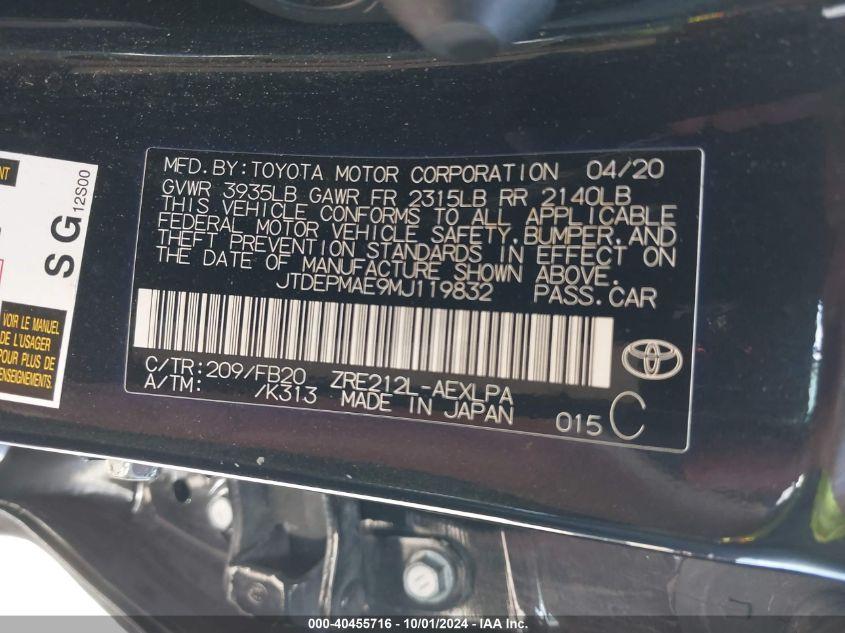 MFD.BY:TOYOTA MOTOR CORPORATION 04/20
GVWR 3935LB GAWR FR 2315LB RR 2140LB
THIS VEHICLE CONFORMS TO ALL APPLICABLE
FEDERAL MOTOR VEHICLE SAFETY, BUMPER, AND
THEFT PREVENTION STANDARDS IN EFFECT ON
THE DATE OF MANUFACTURE SHOWN ABOVE.
JTDEPMAE9MJ119832 PASS.CAR
C/TR:209/FB20 ZRE212L-AEXLPA
A/TM: /K313 MADE IN JAPAN
015 C
SG
12S00
NT
VOIR LE MANUEL
DE L'USAGER
POUR PLUS DE
RENSEIGNEMENTS
000-40455716 - 10/01/2024 - IAA Inc.